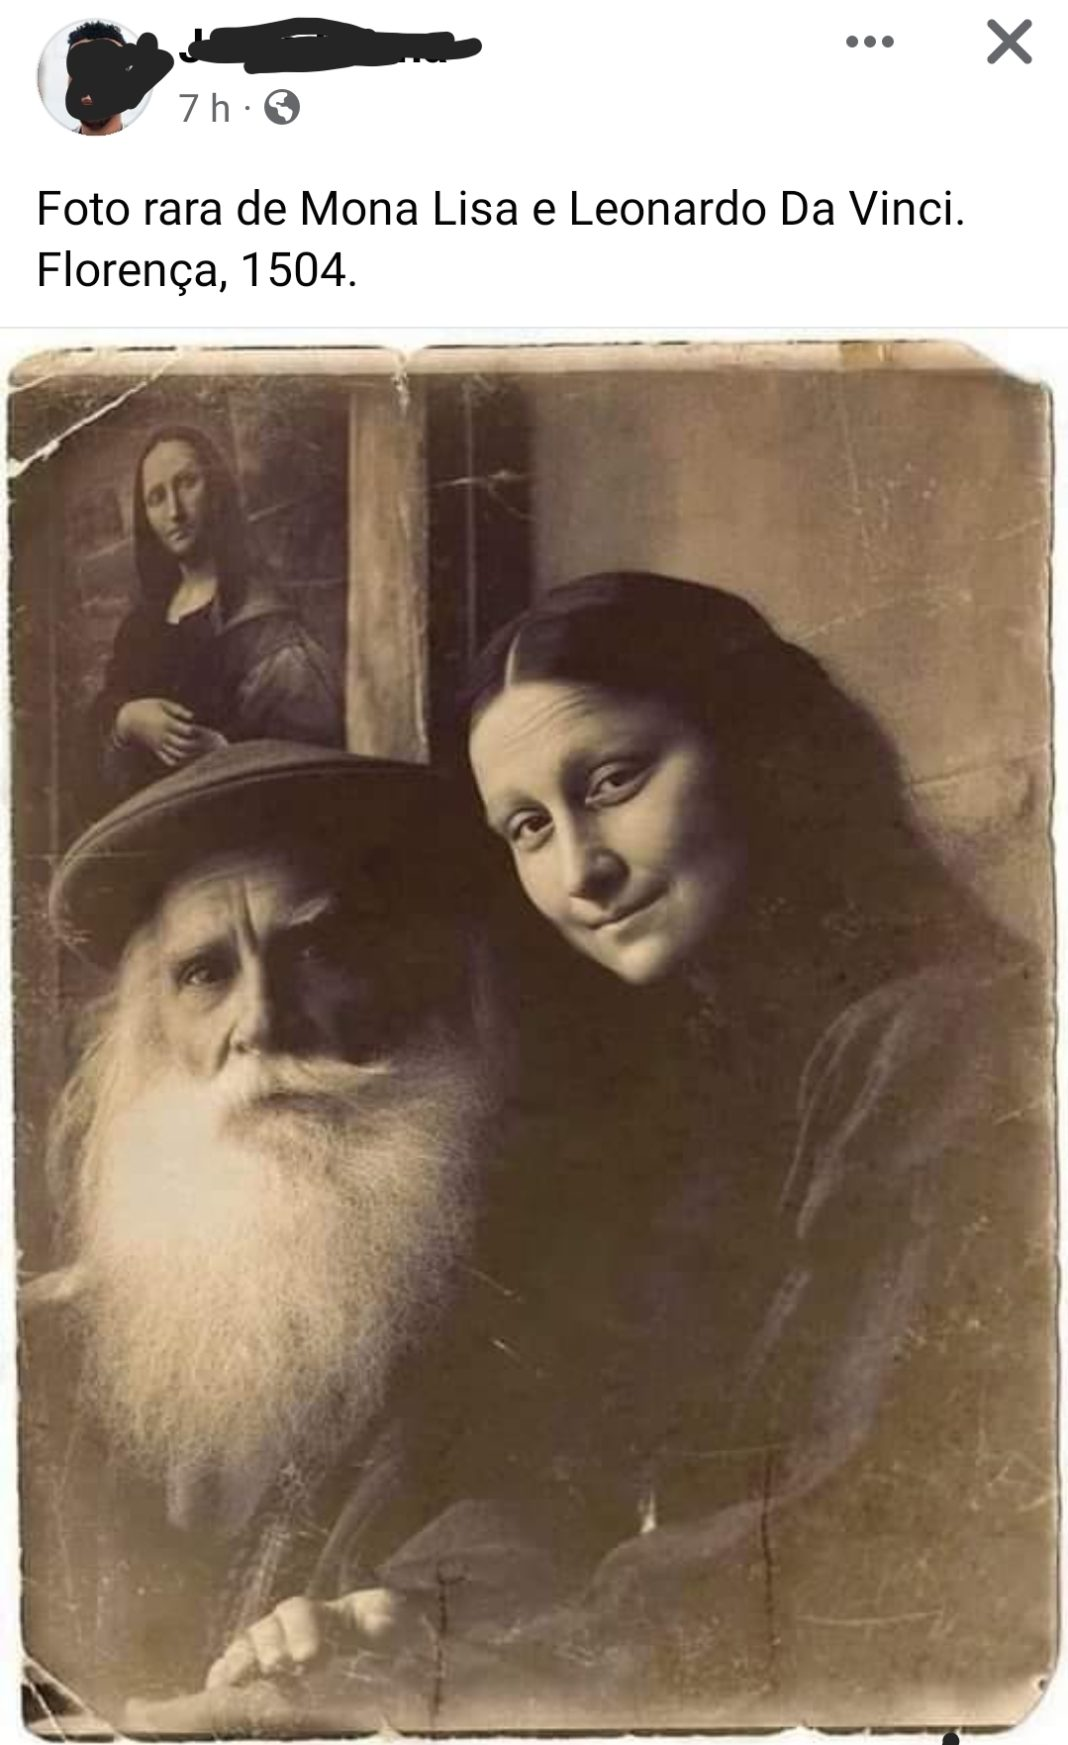 7 h ·
Foto rara de Mona Lisa e Leonardo Da Vinci.
Florença, 1504.